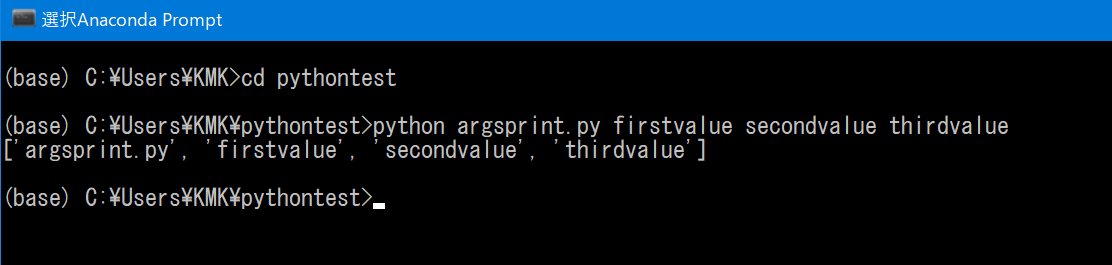 選択Anaconda Prompt
(base) C:¥Users¥KMK>cd pythontest
(base) C:¥Users¥KMK¥pythontest>python argsprint.py firstvalue secondvalue thirdvalue
['argsprint.py', 'firstvalue', 'secondvalue', 'thirdvalue']
(base) C:¥Users¥KMK¥pythontest>